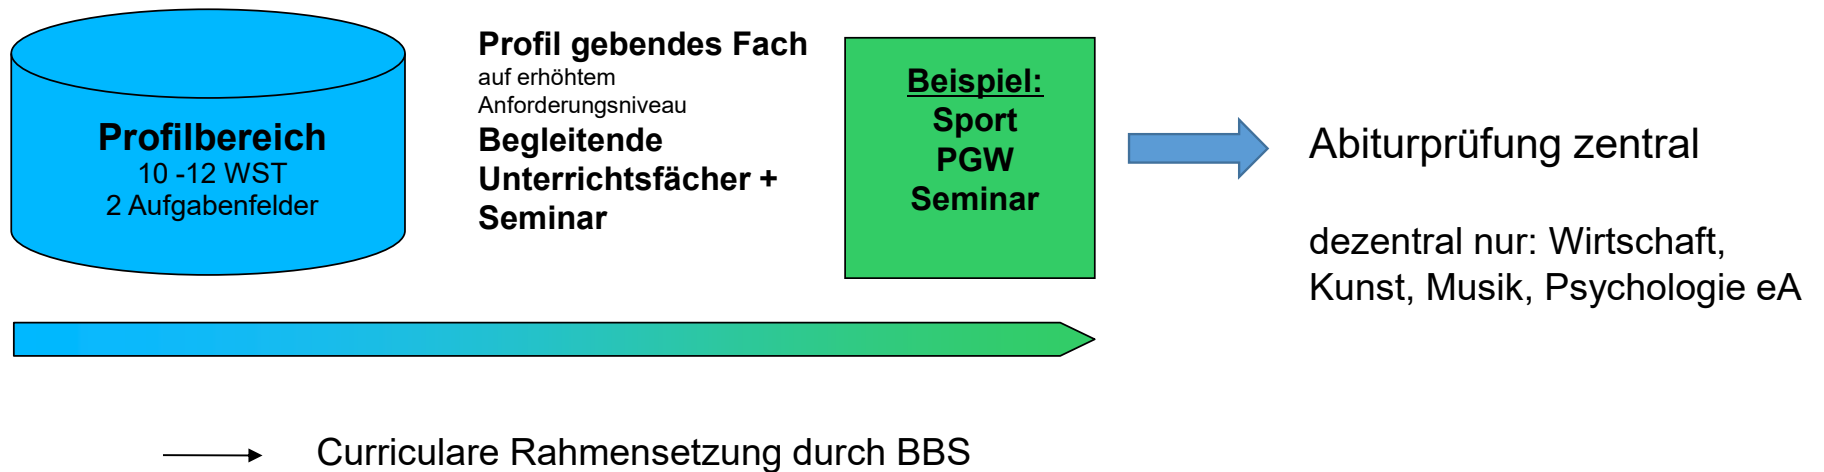 Profilbereich
10 -12 WST
2 Aufgabenfelder
Profil gebendes Fach
auf erhöhtem
Anforderungsniveau
Begleitende
Unterrichtsfächer +
Seminar
Beispiel:
Sport
PGW
Seminar
Abiturprüfung zentral
dezentral nur: Wirtschaft,
Kunst, Musik, Psychologie eA
Curriculare Rahmensetzung durch BBS